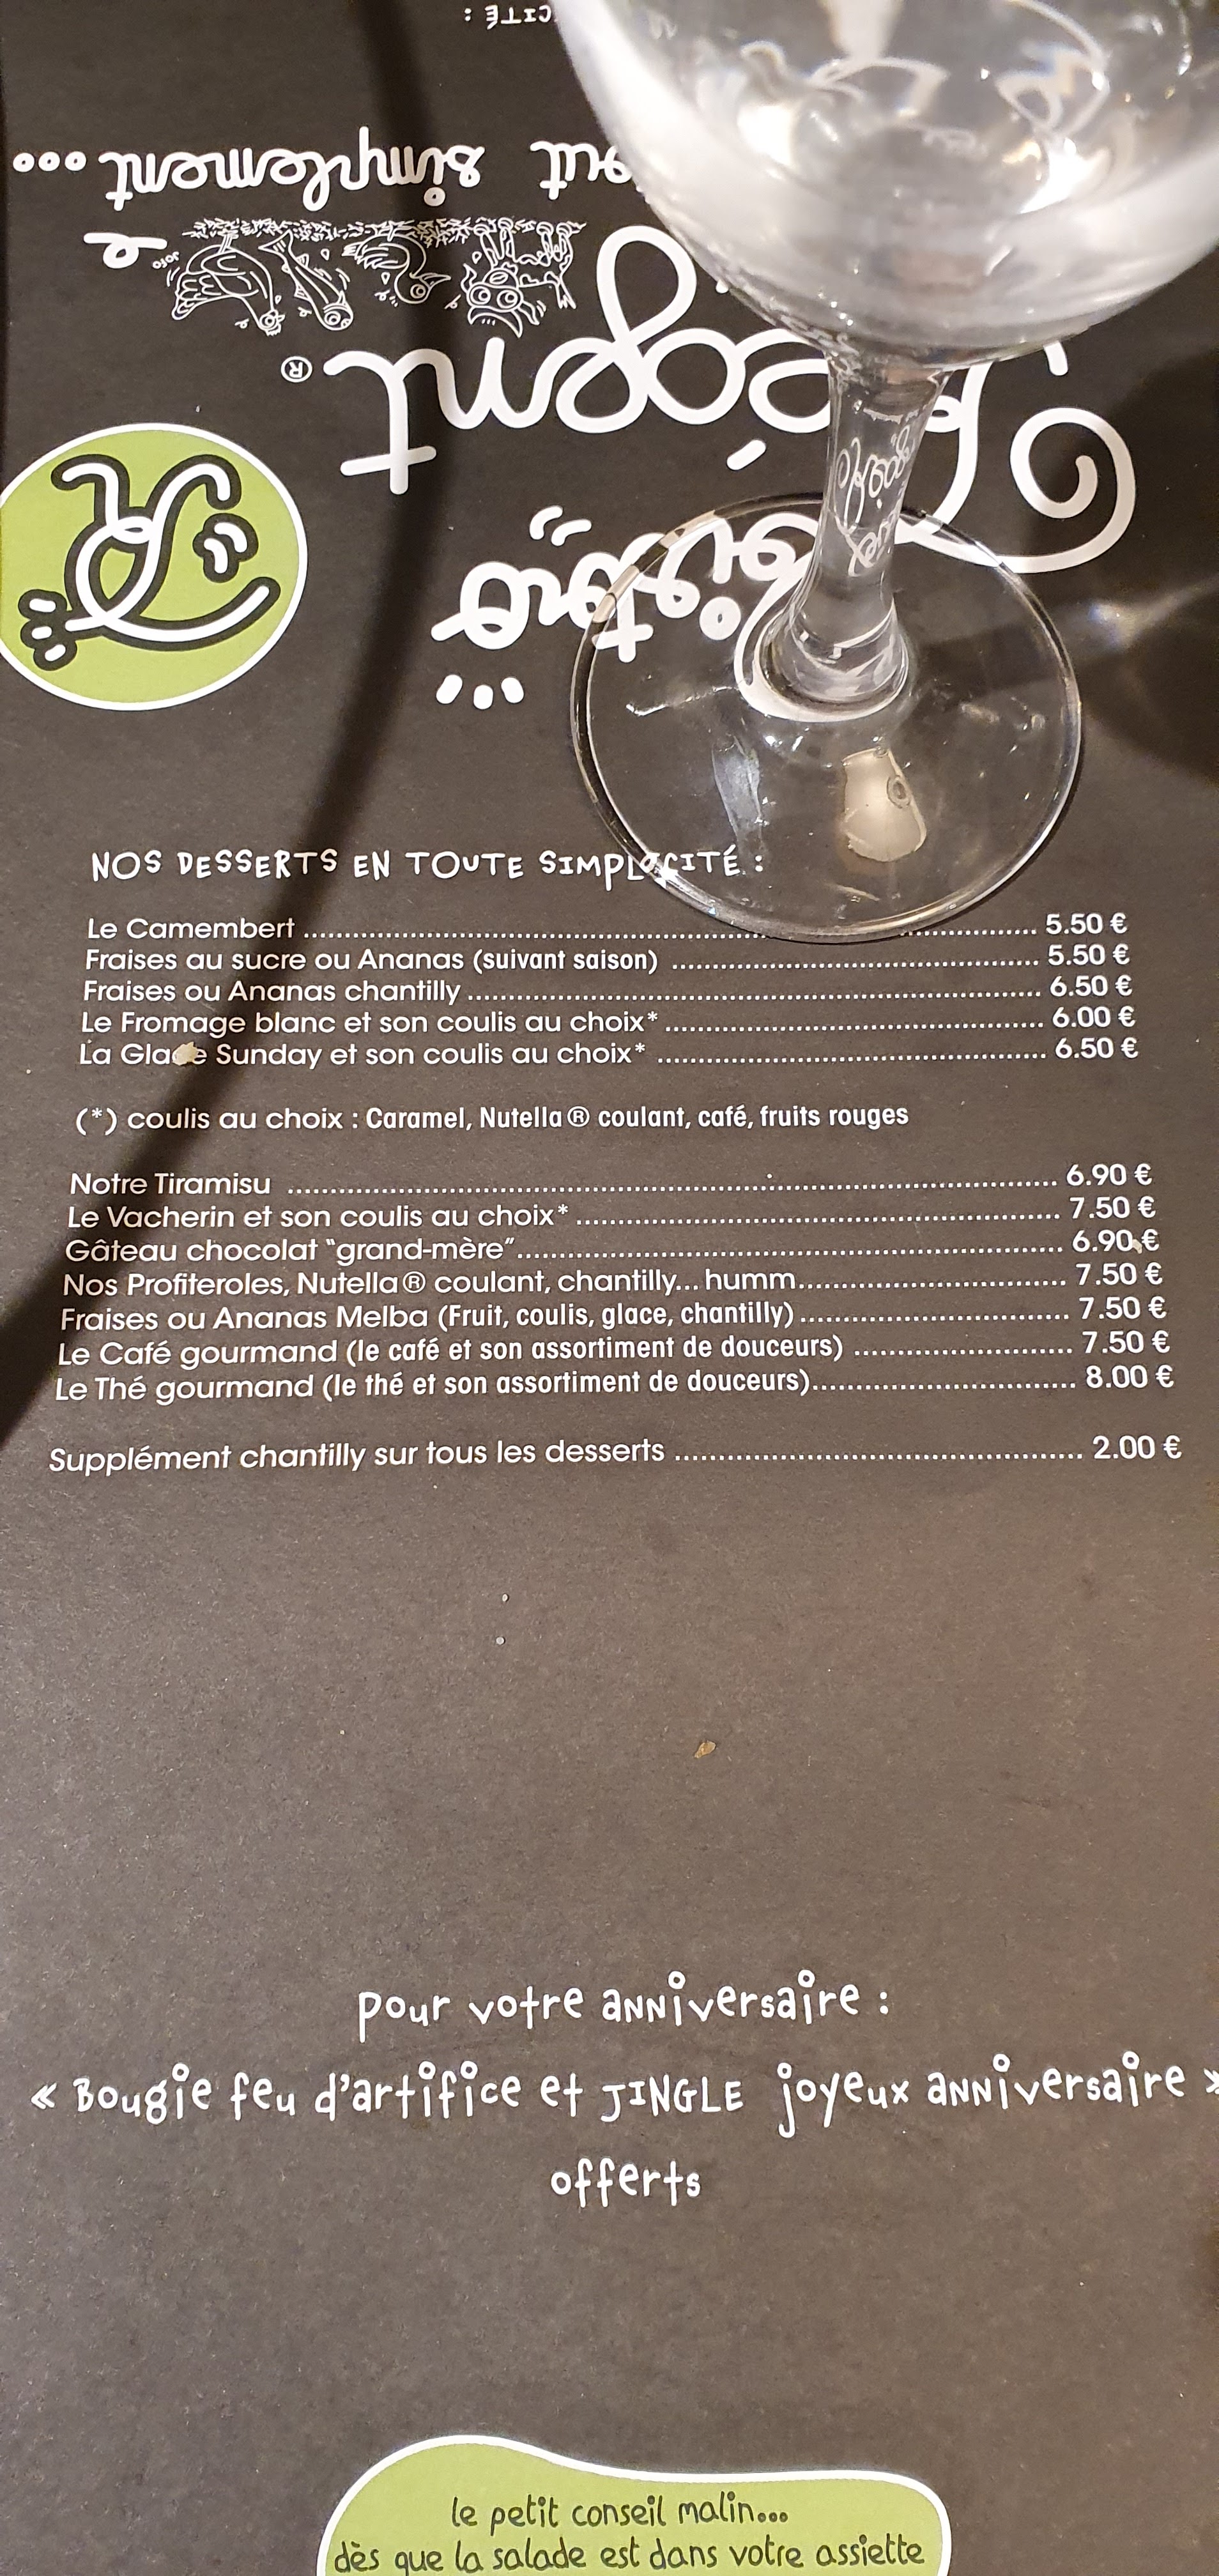 CITÉ :
simplement ...
Régent ®
Bistro
NOS DESSERTS EN TOUTE SIMPLICITÉ :
Le Camembert ........ 5.50 €
Fraises au sucre ou Ananas (suivant saison) ........ 5.50 €
Fraises ou Ananas chantilly ........ 6.50 €
Le Fromage blanc et son coulis au choix* ........ 6.00 €
La Glace Sunday et son coulis au choix* ........ 6.50 €
(*) coulis au choix : Caramel, Nutella® coulant, café, fruits rouges
Notre Tiramisu ........ 6.90 €
Le Vacherin et son coulis au choix* ........ 7.50 €
Gâteau chocolat "grand-mère" ........ 6.90 €
Nos Profiteroles, Nutella® coulant, chantilly... humm ........ 7.50 €
Fraises ou Ananas Melba (Fruit, coulis, glace, chantilly) ........ 7.50 €
Le Café gourmand (le café et son assortiment de douceurs) ........ 7.50 €
Le Thé gourmand (le thé et son assortiment de douceurs) ........ 8.00 €
Supplément chantilly sur tous les desserts ........ 2.00 €
pour votre anniversaire :
« Bougie feu d'artifice et JINGLE joyeux anniversaire »
offerts
le petit conseil malin...
dès que la salade est dans votre assiette